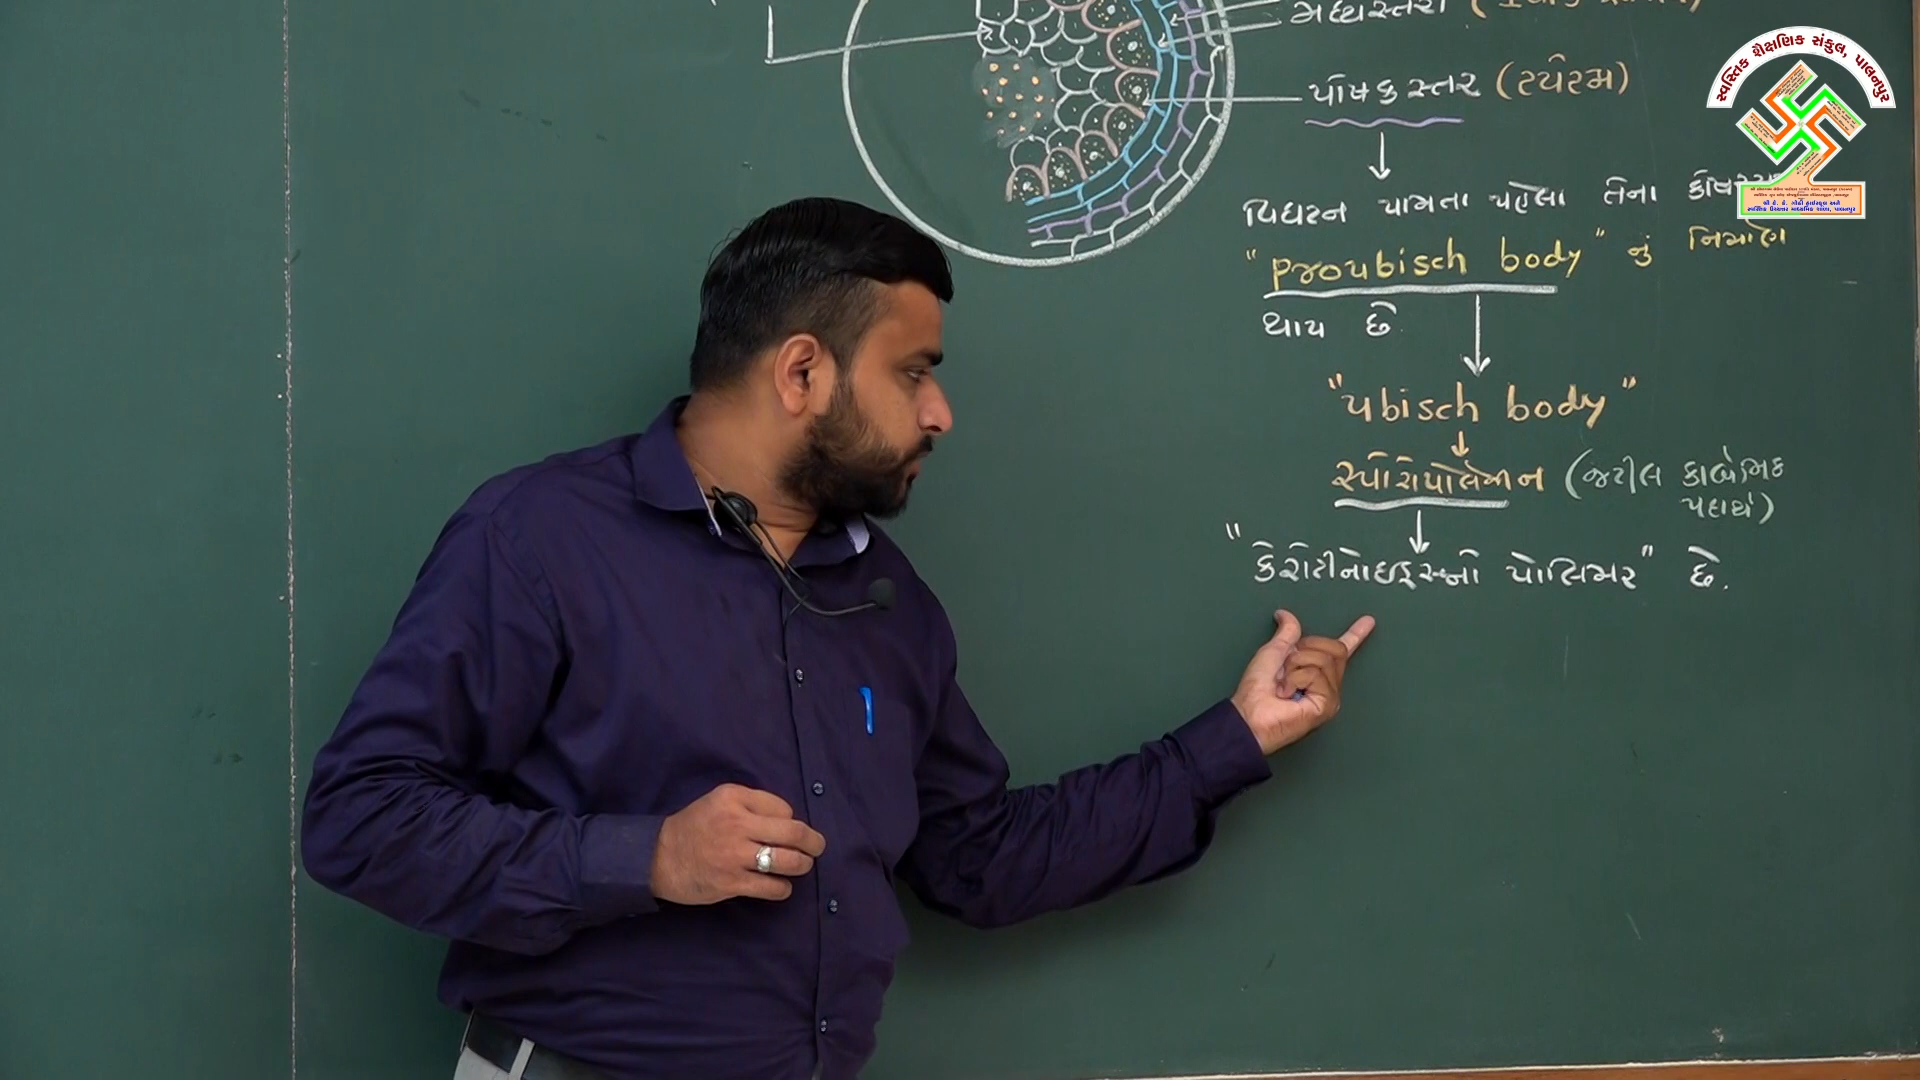 મધ્યસ્તરો
પોષક સ્તર (ટેપેટમ)
વિઘટન પામતા પહેલા તેના
"proubisch body" નું નિર્માણ
થાય છે.
"ubisch body"
સ્પોરોપોલેનીન (જટીલ કાર્બનિક
પદાર્થ)
"કેરોટીનોઇડ્સનો પોલિમર" છે.
સ્વસ્તિક શૈક્ષણિક સંકુલ, પાલનપુર